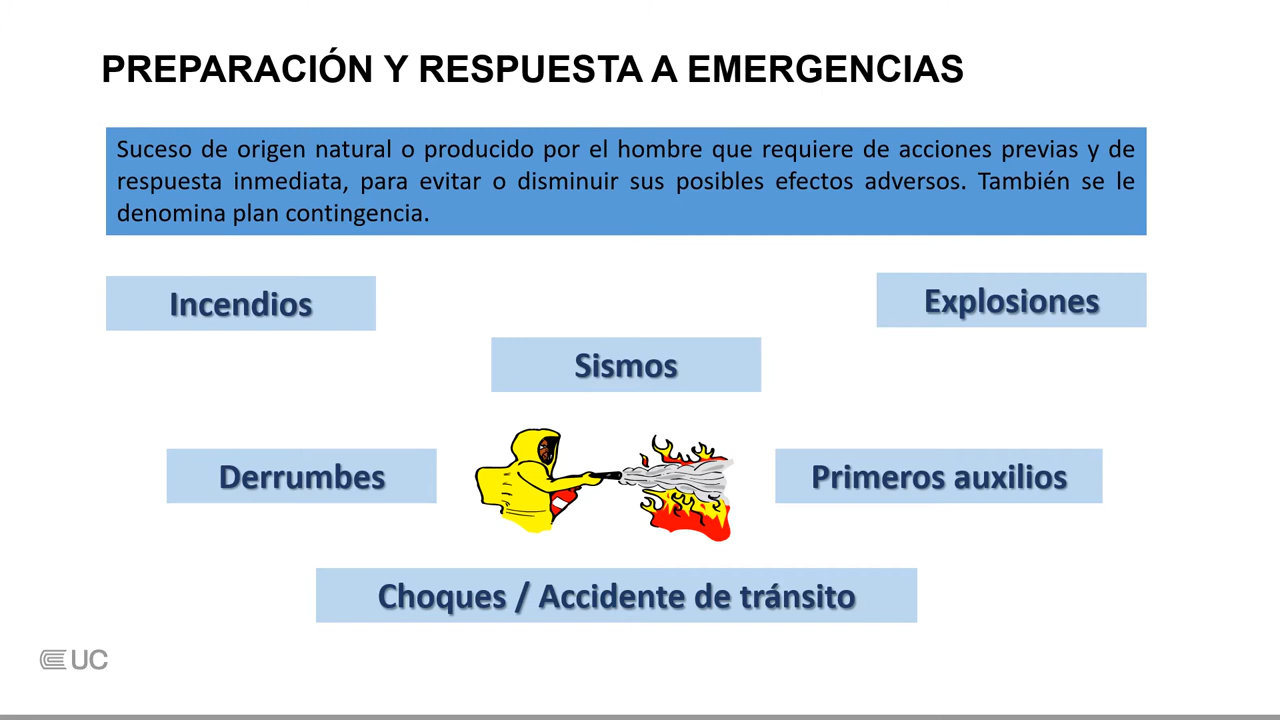 PREPARACIÓN Y RESPUESTA A EMERGENCIAS
Suceso de origen natural o producido por el hombre que requiere de acciones previas y de
respuesta inmediata, para evitar o disminuir sus posibles efectos adversos. También se le
denomina plan contingencia.
Incendios
Explosiones
Sismos
Derrumbes
Primeros auxilios
Choques / Accidente de tránsito
UC